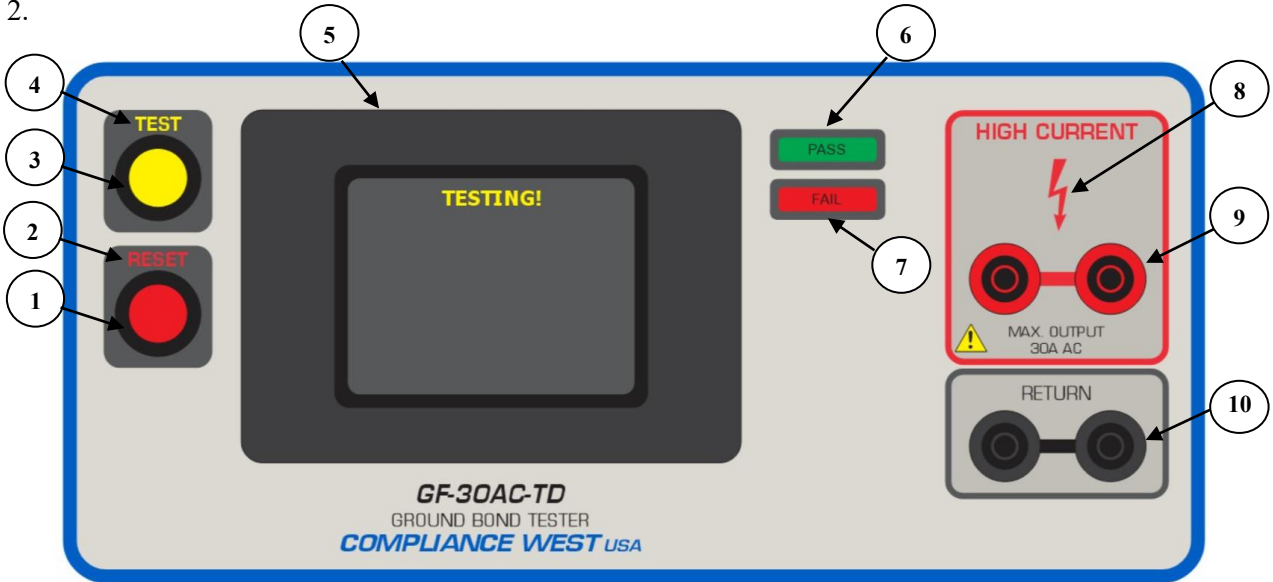 2.
5
6
4
TEST
3
2
RESET
1
TESTING!
PASS
FAIL
7
HIGH CURRENT
8
9
MAX. OUTPUT
30A AC
RETURN
10
GF-30AC-TD
GROUND BOND TESTER
COMPLIANCE WEST USA